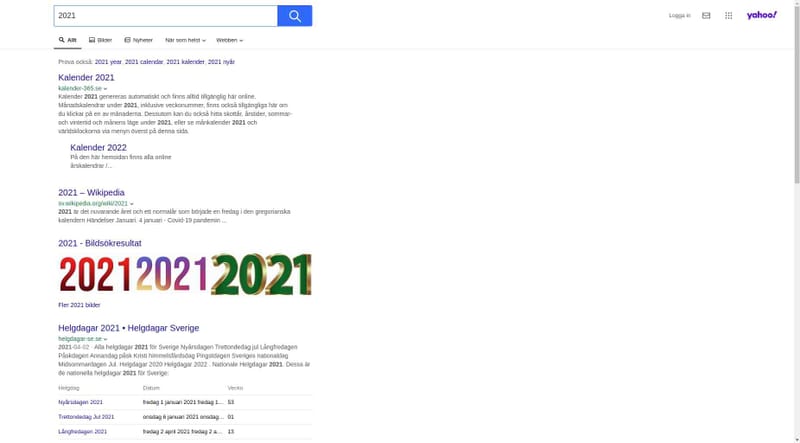 2021
Logga in
yahoo!
Allt
Bilder
Nyheter
När som helst
Webben
Prova också: 2021 year, 2021 calendar, 2021 kalender, 2021 nyår
Kalender 2021
kalender-365.se
Kalender 2021 genereras automatiskt och finns alltid tillgänglig här online.
Månadskalendrar under 2021, inklusive veckonummer, finns också tillgängliga här om
du klickar på en av månaderna. Dessutom kan du också hitta skottår, årstider, sommar-
och vintertid och månens läge under 2021, eller se månkalender 2021 och
världsklockorna via menyn överst på denna sida.
Kalender 2022
På den här hemsidan finns alla online
årskalendrar /...
2021 – Wikipedia
sv.wikipedia.org/wiki/2021
2021 är det nuvarande året och ett normalår som började en fredag i den gregorianska
kalendern Händelser Januari. 4 januari - Covid-19 pandemin ...
2021 - Bildsökresultat
2021 2021 2021
Fler 2021 bilder
Helgdagar 2021 • Helgdagar Sverige
helgdagar-se.se
2021-04-02 · Alla helgdagar 2021 för Sverige Nyårsdagen Trettondedag jul Långfredagen
Påskdagen Annandag påsk Kristi himmelsfärdsdag Pingstdagen Sveriges nationaldag
Midsommardagen Jul. Helgdagar 2020 Helgdagar 2022 . Nationale Helgdagar 2021. Dessa är
de nationella helgdagar 2021 för Sverige:
Helgdag Datum Vecko
Nyårsdagen 2021 fredag 1 januari 2021 fredag 1... 53
Trettondedag Jul 2021 onsdag 6 januari 2021 onsdag... 01
Långfredagen 2021 fredag 2 april 2021 fredag 2 a... 13